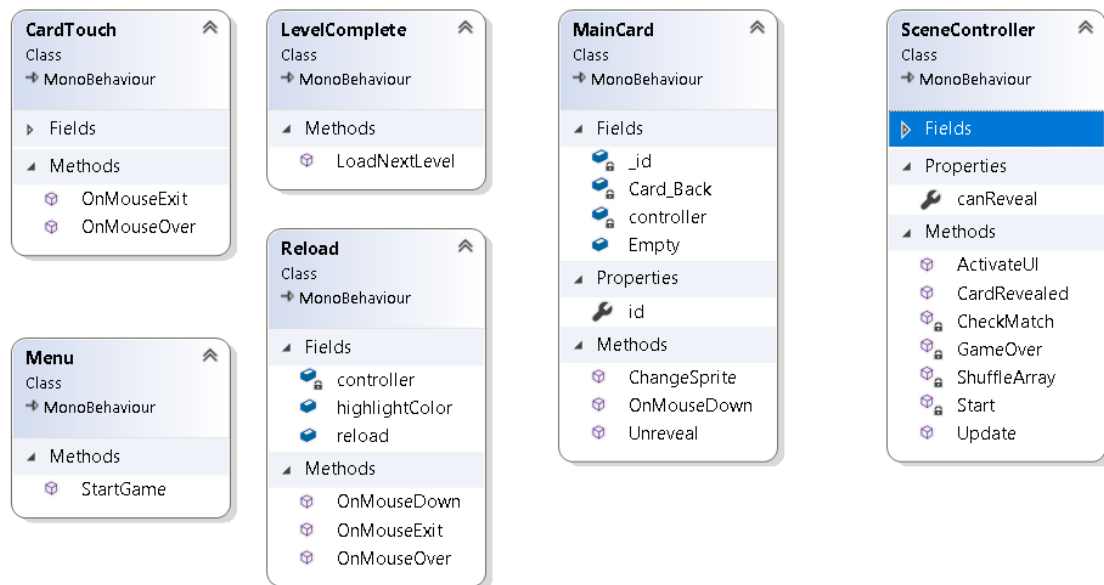 CardTouch
Class
MonoBehaviour
Fields
Methods
OnMouseExit
OnMouseOver
LevelComplete
Class
MonoBehaviour
Methods
LoadNextLevel
MainCard
Class
MonoBehaviour
Fields
_id
Card_Back
controller
Empty
Properties
id
Methods
ChangeSprite
OnMouseDown
Unreveal
SceneController
Class
MonoBehaviour
Fields
Properties
canReveal
Methods
ActivateUI
CardRevealed
CheckMatch
GameOver
ShuffleArray
Start
Update
Menu
Class
MonoBehaviour
Methods
StartGame
Reload
Class
MonoBehaviour
Fields
controller
highlightColor
reload
Methods
OnMouseDown
OnMouseExit
OnMouseOver